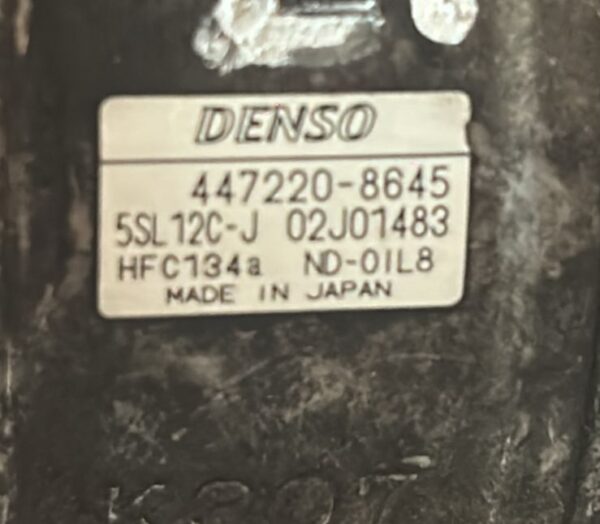 DENSO
447220-8645
5SL12C-J 02J01483
HFC134a ND-OIL8
MADE IN JAPAN